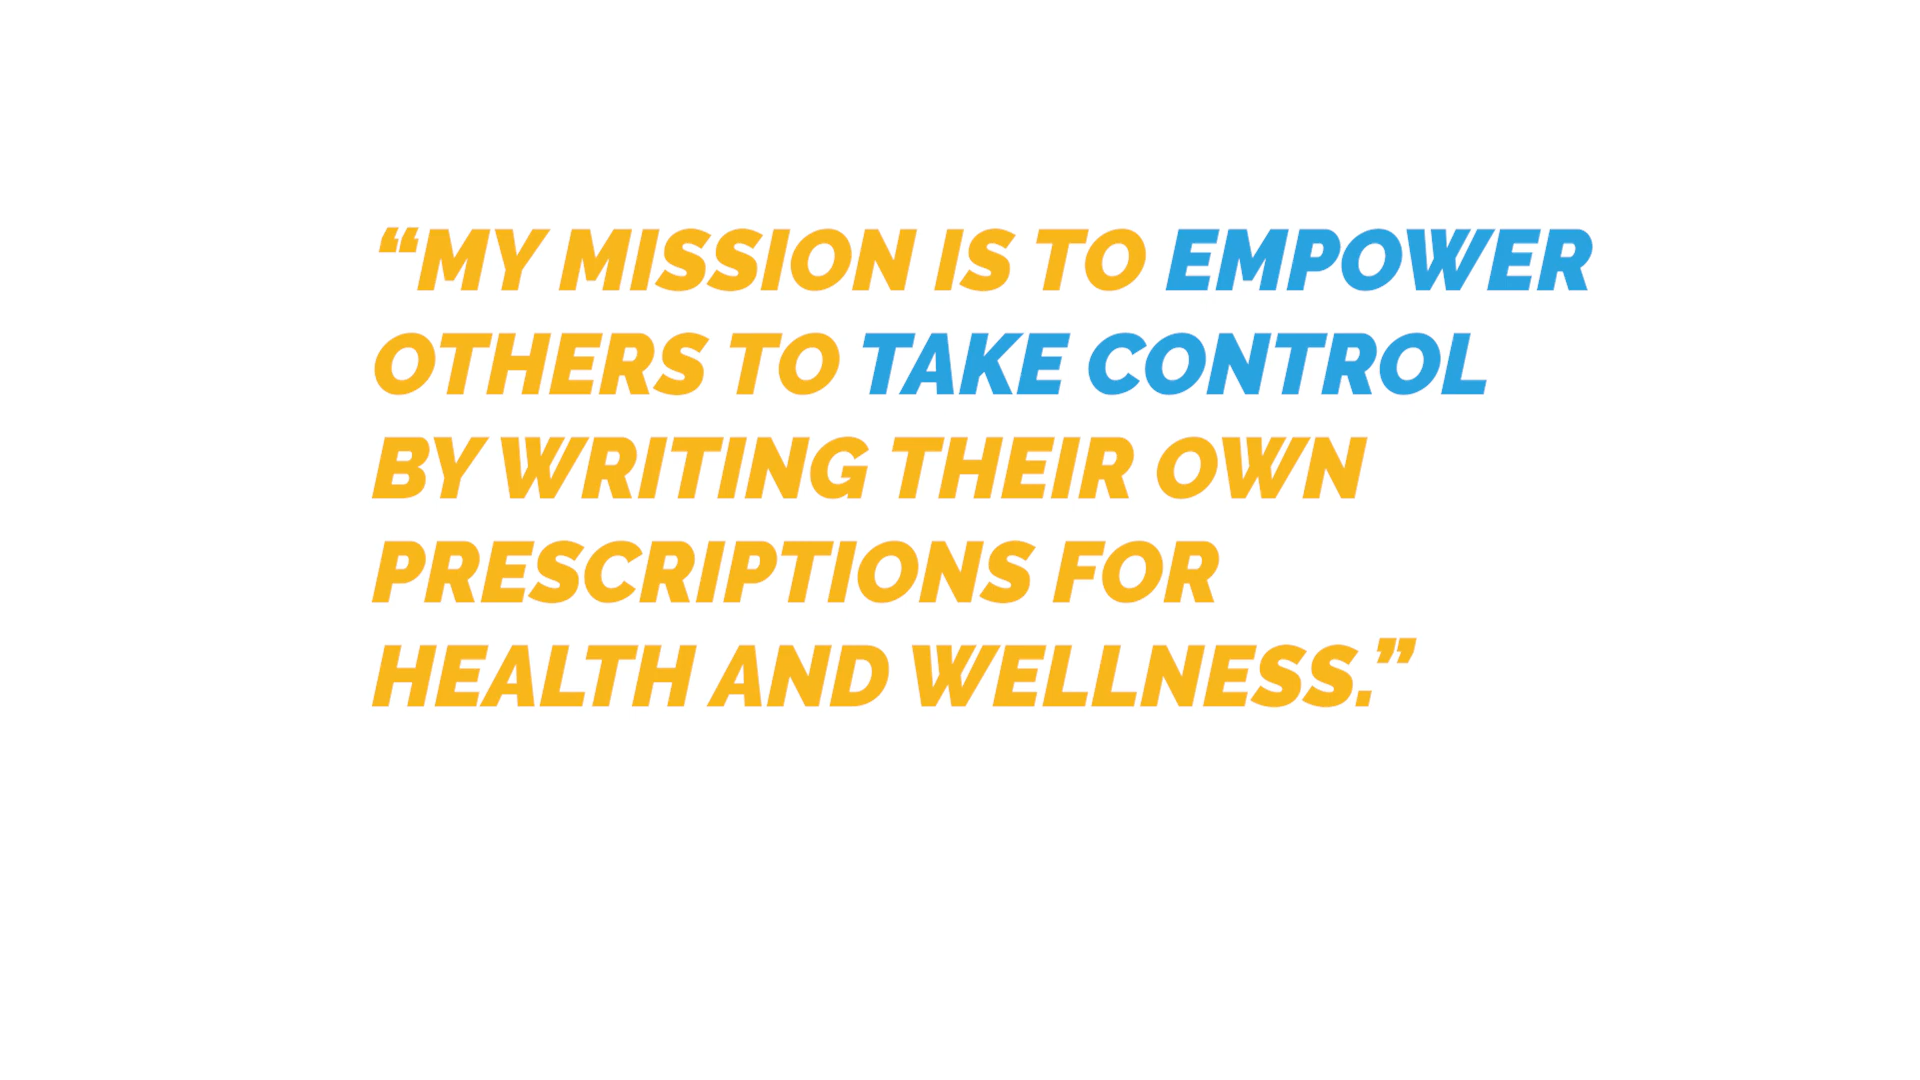 “MY MISSION IS TO EMPOWER
OTHERS TO TAKE CONTROL
BY WRITING THEIR OWN
PRESCRIPTIONS FOR
HEALTH AND WELLNESS.”